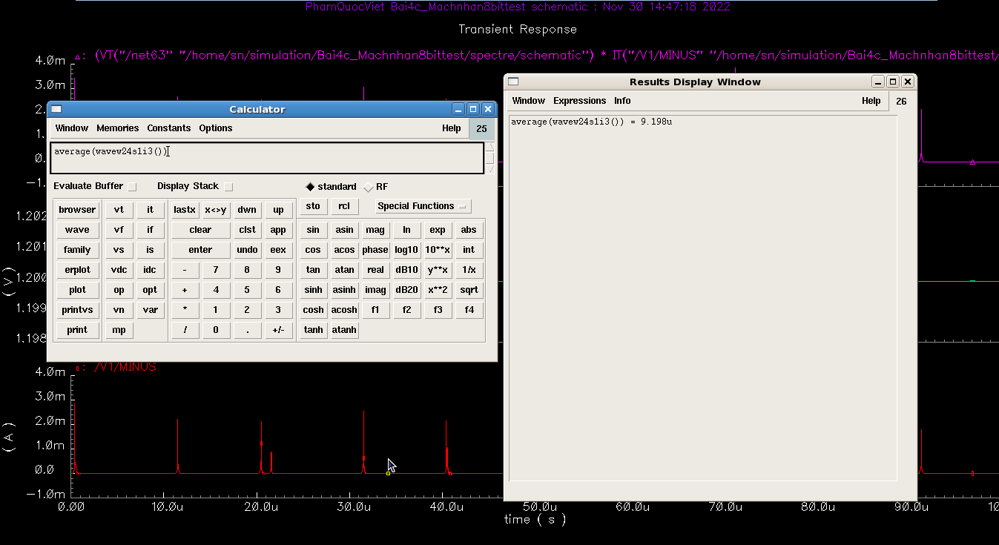 PhamQuocViet Bai4c_Machnhan8bittest schematic : Nov 30 14:47:18 2022
Transient Response
△: (VT("/net63" "/home/sn/simulation/Bai4c_Machnhan8bittest/spectre/schematic") * IT("/V1/MINUS" "/home/sn/simulation/Bai4c_Machnhan8bittest/
4.0m
3.0m
2.
1.
0.
−1.
Calculator
Window Memories Constants Options Help 25
average(wavew24s1i3())
Evaluate Buffer Display Stack standard RF
browser vt it lastx x<>y dwn up sto rcl Special Functions
wave vf if clear clst app sin asin mag ln exp abs
family vs is enter undo eex cos acos phase log10 10**x int
erplot vdc idc - 7 8 9 tan atan real dB10 y**x 1/x
plot op opt + 4 5 6 sinh asinh imag dB20 x**2 sqrt
printvs vn var * 1 2 3 cosh acosh f1 f2 f3 f4
print mp / 0 . +/- tanh atanh
Results Display Window
Window Expressions Info Help 26
average(wavew24s1i3()) = 9.198u
1.202
1.201
1.200
1.199
1.198
( V )
: /V1/MINUS
4.0m
3.0m
2.0m
1.0m
0.0
−1.0m
( A )
0.00 10.0u 20.0u 30.0u 40.0u 50.0u 60.0u 70.0u 80.0u 90.0u 10
time ( s )